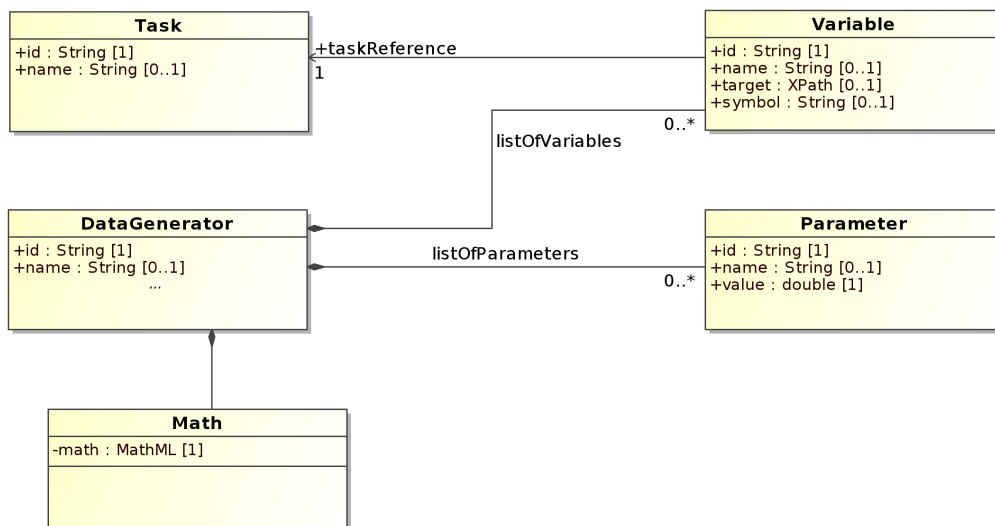 Task
+id : String [1]
+name : String [0..1]
+taskReference
1
Variable
+id : String [1]
+name : String [0..1]
+target : XPath [0..1]
+symbol : String [0..1]
0..*
listOfVariables
DataGenerator
+id : String [1]
+name : String [0..1]
...
listOfParameters
0..*
Parameter
+id : String [1]
+name : String [0..1]
+value : double [1]
Math
-math : MathML [1]